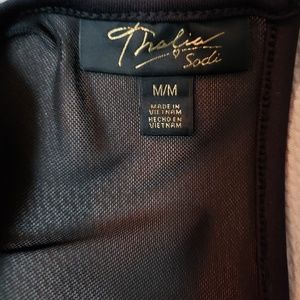 Thalia
Sodi
M/M
MADE IN
VIETNAM
HECHO EN
VIETNAM